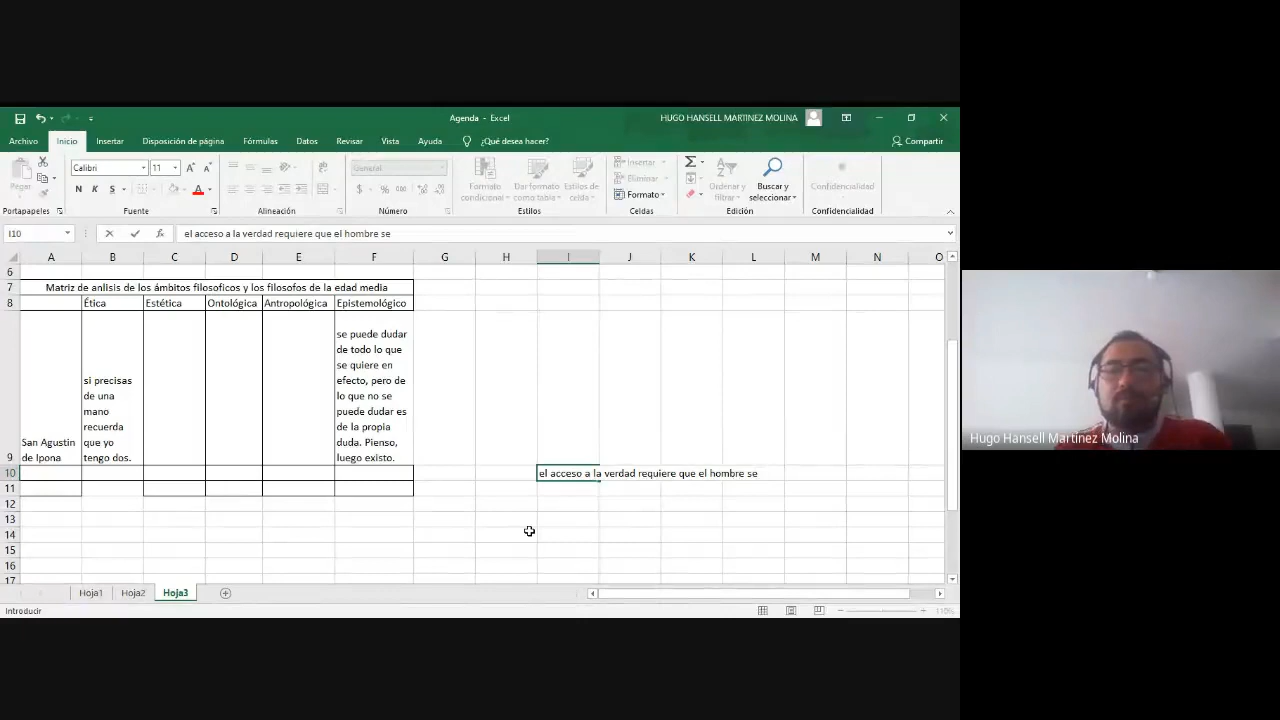 Agenda - Excel
HUGO HANSELL MARTINEZ MOLINA
Archivo Inicio Insertar Disposición de página Fórmulas Datos Revisar Vista Ayuda ¿Qué desea hacer? Compartir
Pegar
Calibri 11
N K S A
General
$ % 000
Formato condicional
Dar formato como tabla
Estilos de celda
Insertar
Eliminar
Formato
Ordenar y filtrar
Buscar y seleccionar
Confidencialidad
Portapapeles Fuente Alineación Número Estilos Celdas Edición Confidencialidad
I10 fx el acceso a la verdad requiere que el hombre se
A B C D E F G H I J K L M N O
6
7 Matriz de anlisis de los ámbitos filosoficos y los filosofos de la edad media
8 Ética Estética Ontológica Antropológica Epistemológico
se puede dudar
de todo lo que
se quiere en
si precisas efecto, pero de
de una lo que no se
mano puede dudar es
recuerda de la propia
San Agustin que yo duda. Pienso,
9 de Ipona tengo dos. luego existo.
10 el acceso a la verdad requiere que el hombre se
11
12
13
14
15
16
17
Hoja1 Hoja2 Hoja3
Introducir 110%
Hugo Hansell Martinez Molina